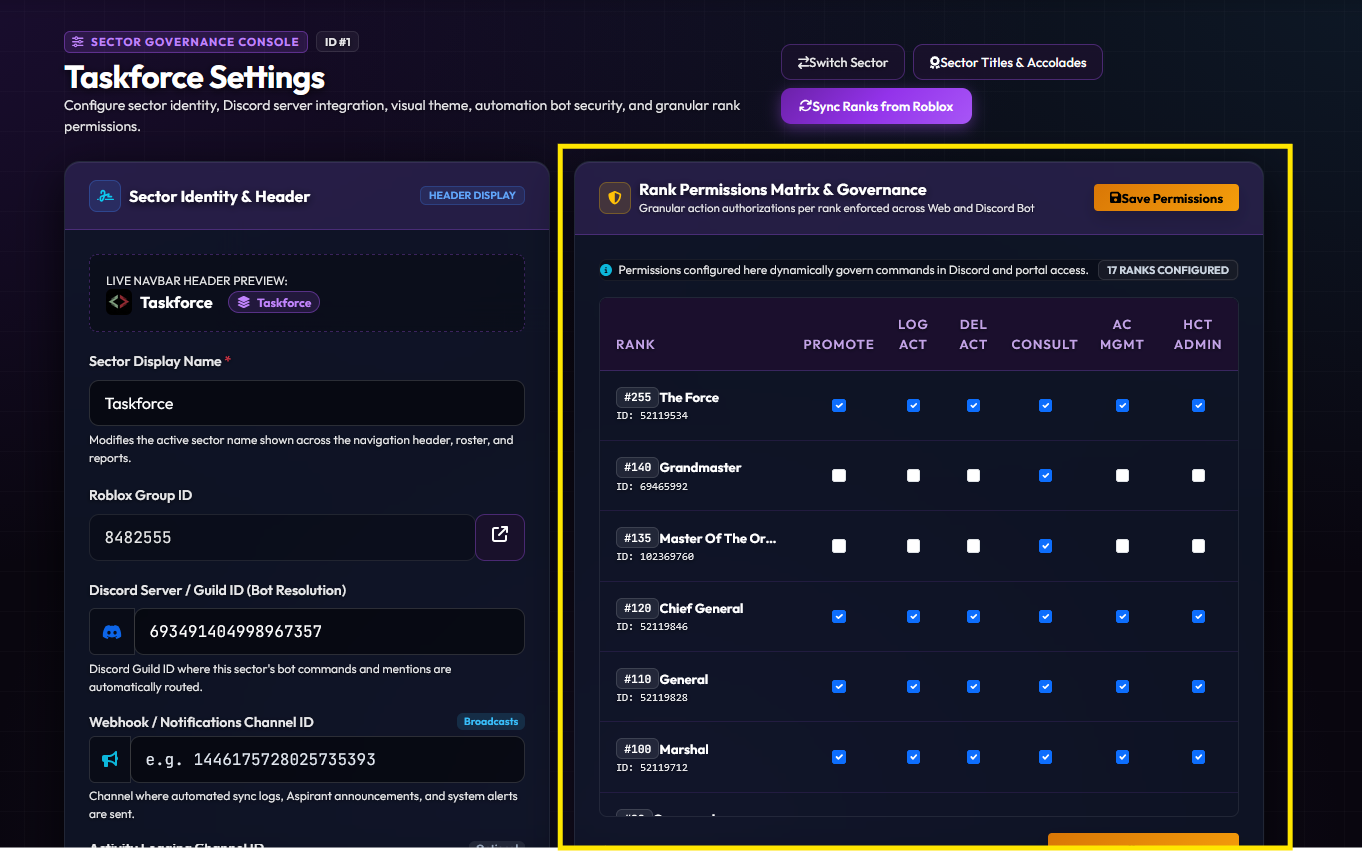 SECTOR GOVERNANCE CONSOLE
ID #1
Taskforce Settings
Configure sector identity, Discord server integration, visual theme, automation bot security, and granular rank
permissions.
Switch Sector
Sector Titles & Accolades
Sync Ranks from Roblox
Sector Identity & Header
HEADER DISPLAY
LIVE NAVBAR HEADER PREVIEW:
Taskforce
Taskforce
Sector Display Name *
Taskforce
Modifies the active sector name shown across the navigation header, roster, and
reports.
Roblox Group ID
8482555
Discord Server / Guild ID (Bot Resolution)
693491404998967357
Discord Guild ID where this sector's bot commands and mentions are
automatically routed.
Webhook / Notifications Channel ID
Broadcasts
e.g. 1446175728025735393
Channel where automated sync logs, Aspirant announcements, and system alerts
are sent.
Activity Logging Channel ID
Optional
Rank Permissions Matrix & Governance
Granular action authorizations per rank enforced across Web and Discord Bot
Save Permissions
Permissions configured here dynamically govern commands in Discord and portal access.
17 RANKS CONFIGURED
RANK
PROMOTE
LOG
ACT
DEL
ACT
CONSULT
AC
MGMT
HCT
ADMIN
#255 The Force
ID: 52119534
#140 Grandmaster
ID: 69465992
#135 Master Of The Or...
ID: 102369760
#120 Chief General
ID: 52119846
#110 General
ID: 52119828
#100 Marshal
ID: 52119712